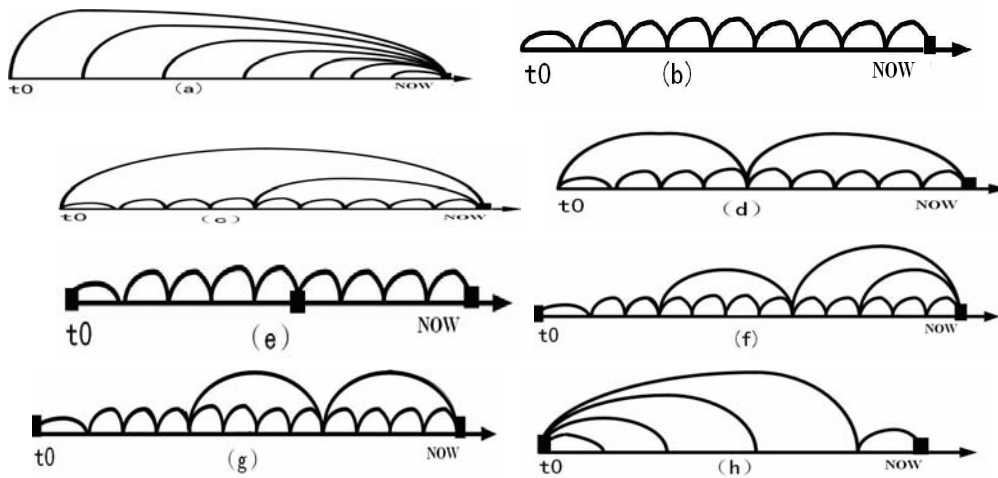 t0 (a) NOW
t0 (b) NOW
t0 (c) NOW
t0 (d) NOW
t0 (e) NOW
t0 (f) NOW
t0 (g) NOW
t0 (h) NOW